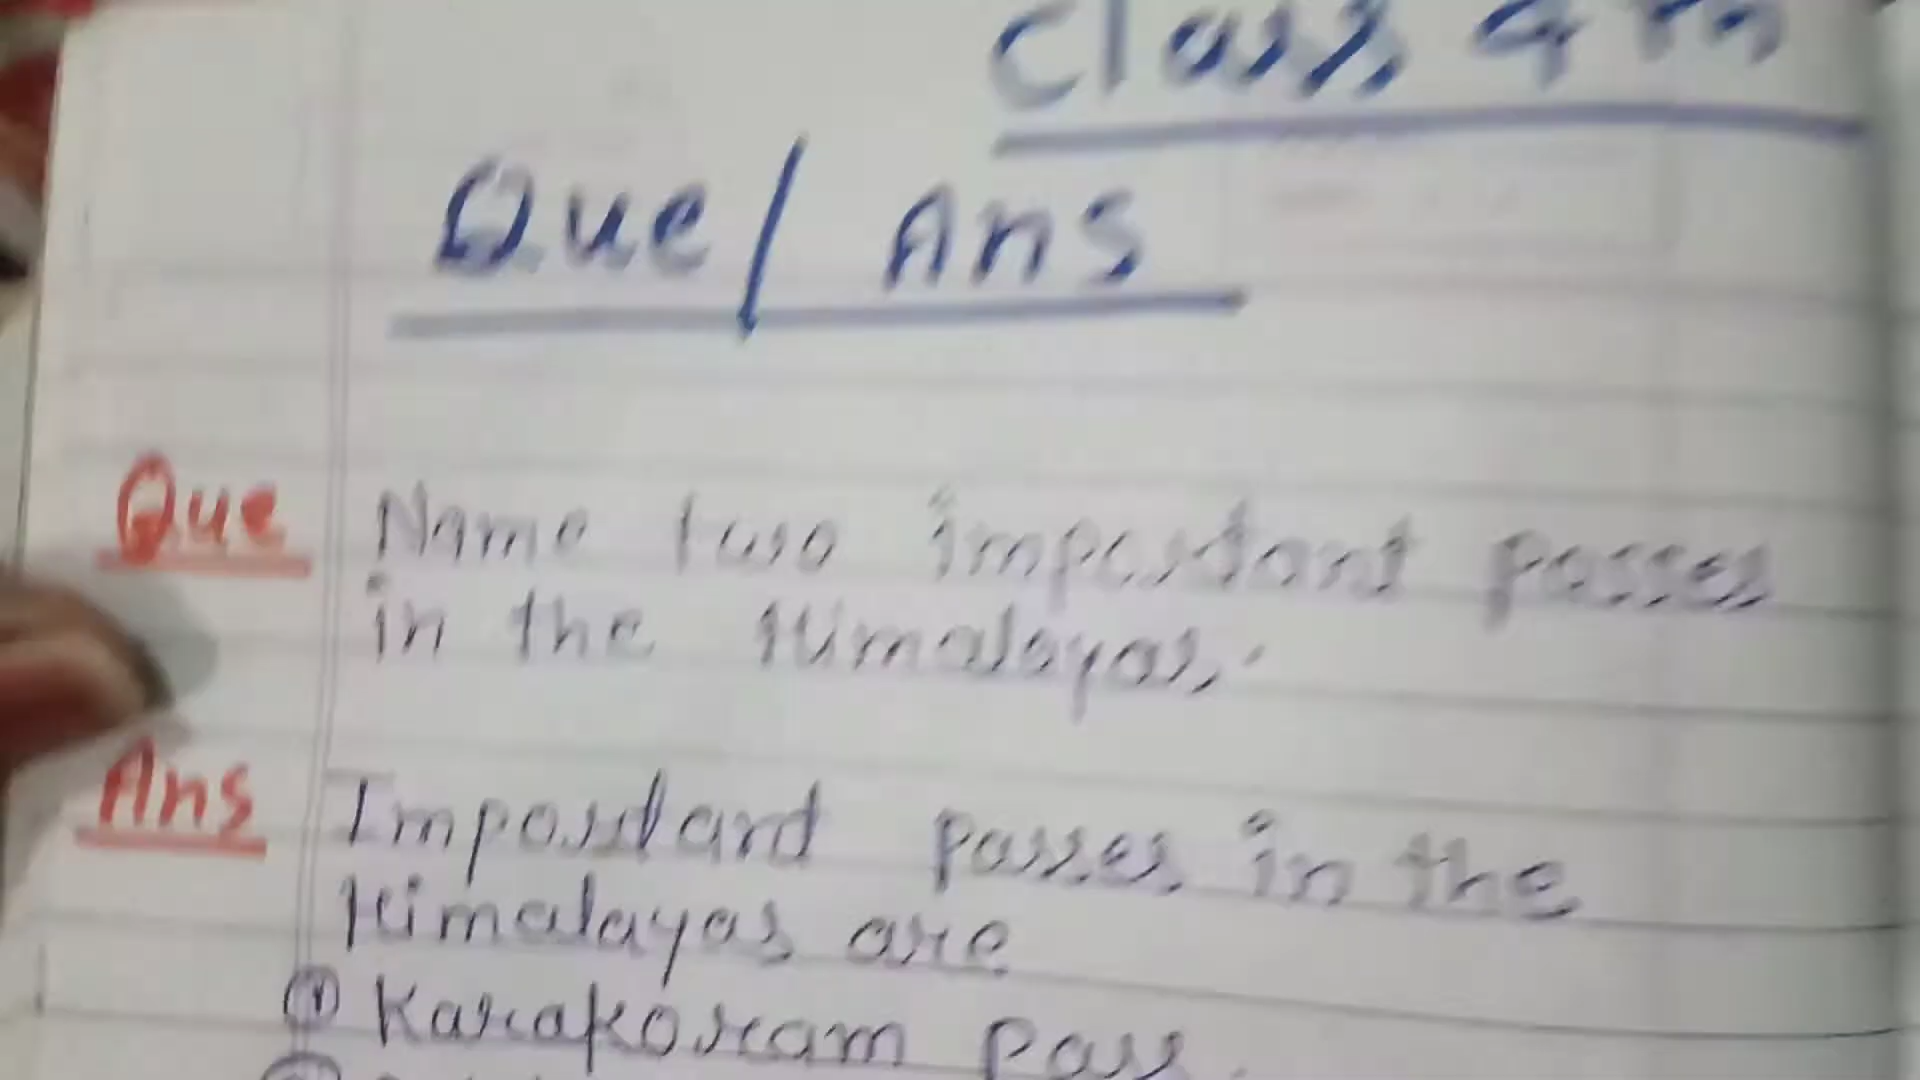 Class 4th
Que/ Ans
Que Name two important passes
in the Himalayas.
Ans Important passes in the
Himalayas are
① Karakoram pass.